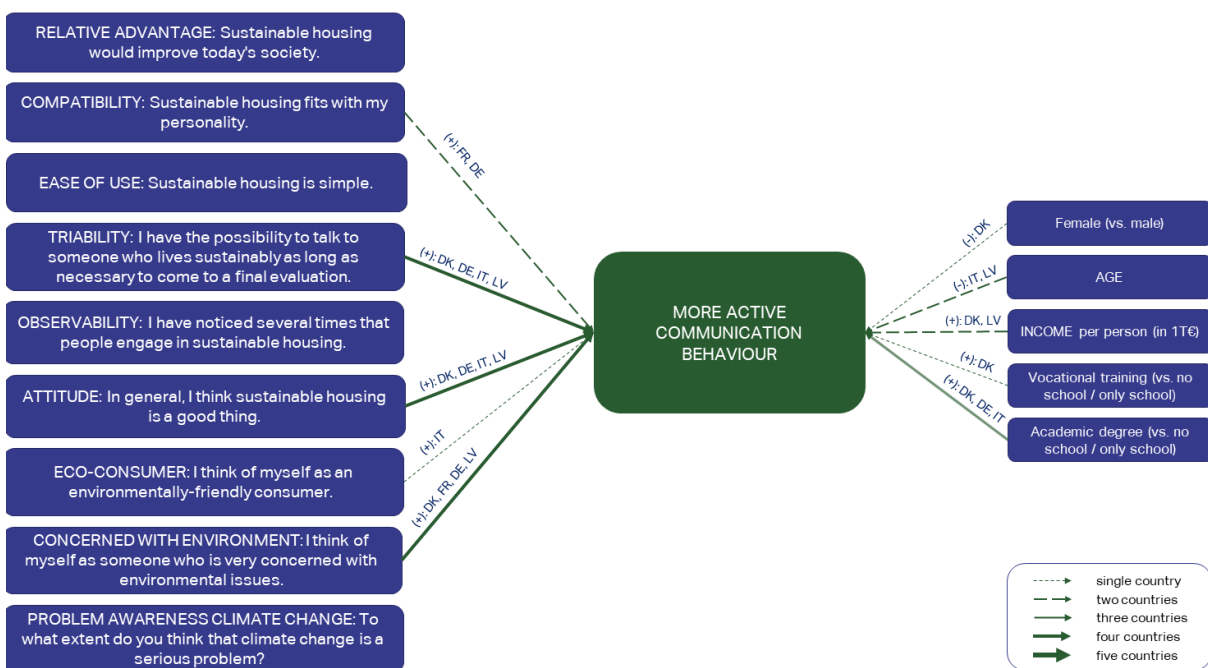 RELATIVE ADVANTAGE: Sustainable housing
would improve today's society.
COMPATIBILITY: Sustainable housing fits with my
personality.
EASE OF USE: Sustainable housing is simple.
TRIABILITY: I have the possibility to talk to
someone who lives sustainably as long as
necessary to come to a final evaluation.
OBSERVABILITY: I have noticed several times that
people engage in sustainable housing.
ATTITUDE: In general, I think sustainable housing
is a good thing.
ECO-CONSUMER: I think of myself as an
environmentally-friendly consumer.
CONCERNED WITH ENVIRONMENT: I think of
myself as someone who is very concerned with
environmental issues.
PROBLEM AWARENESS CLIMATE CHANGE: To
what extent do you think that climate change is a
serious problem?
(+): FR, DE
(+): DK, DE, IT, LV
(+): DK, DE, IT, LV
(+): IT
(+): DK, FR, DE, LV
MORE ACTIVE
COMMUNICATION
BEHAVIOUR
(-): DK
(-): IT, LV
(+): DK, LV
(+): DK
(+): DK, DE, IT
Female (vs. male)
AGE
INCOME per person (in 1T€)
Vocational training (vs. no
school / only school)
Academic degree (vs. no
school / only school)
single country
two countries
three countries
four countries
five countries